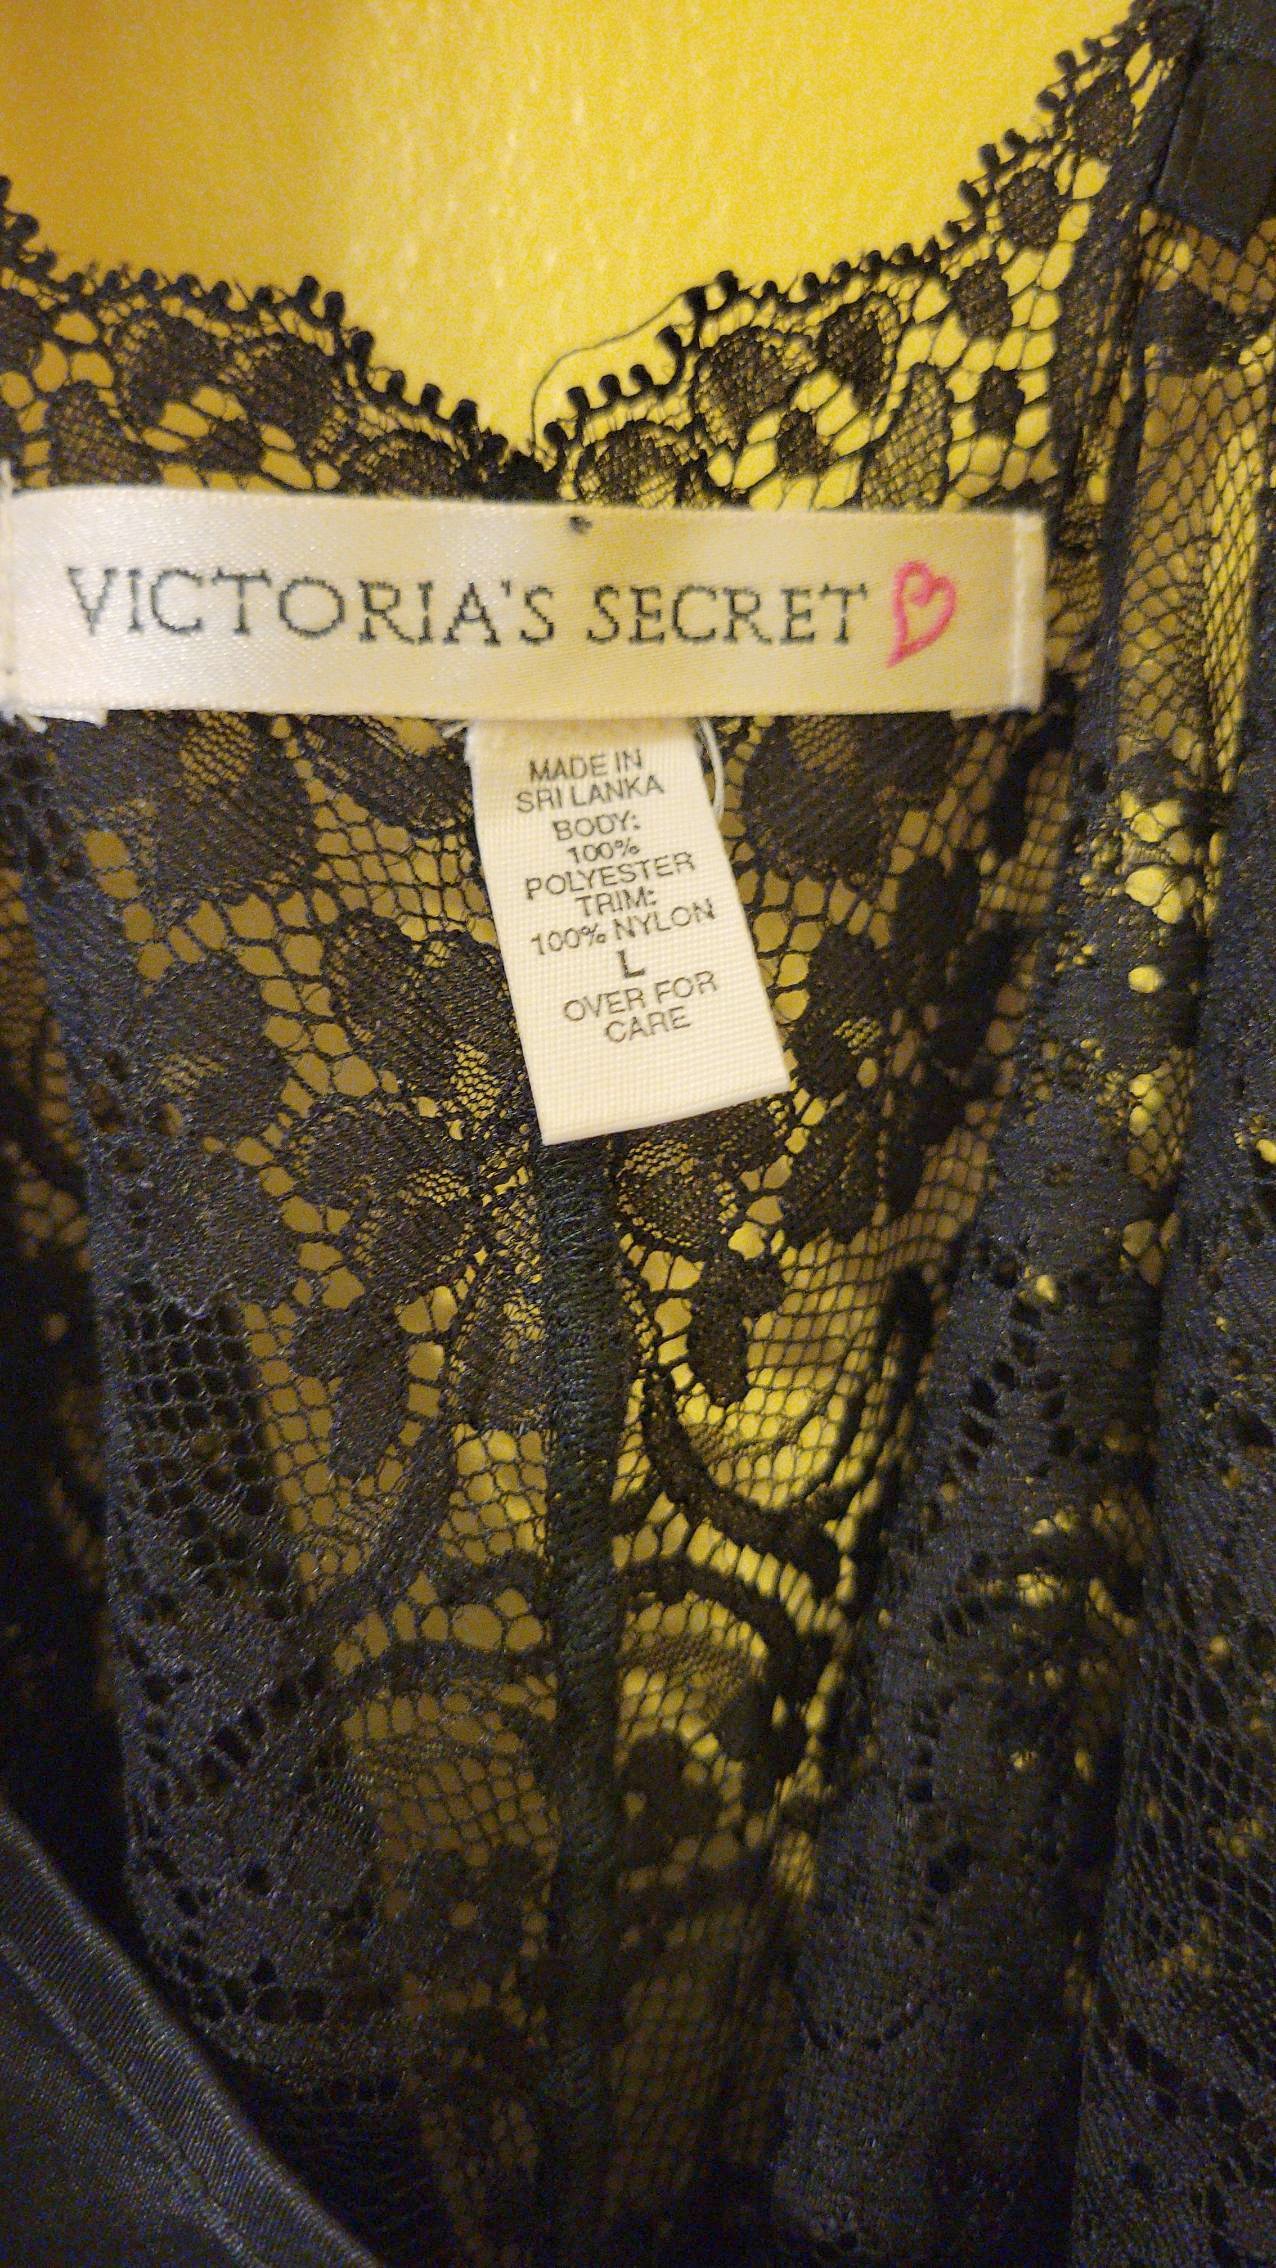 VICTORIA'S SECRET
MADE IN
SRI LANKA
BODY:
100%
POLYESTER
TRIM:
100% NYLON
L
OVER FOR
CARE